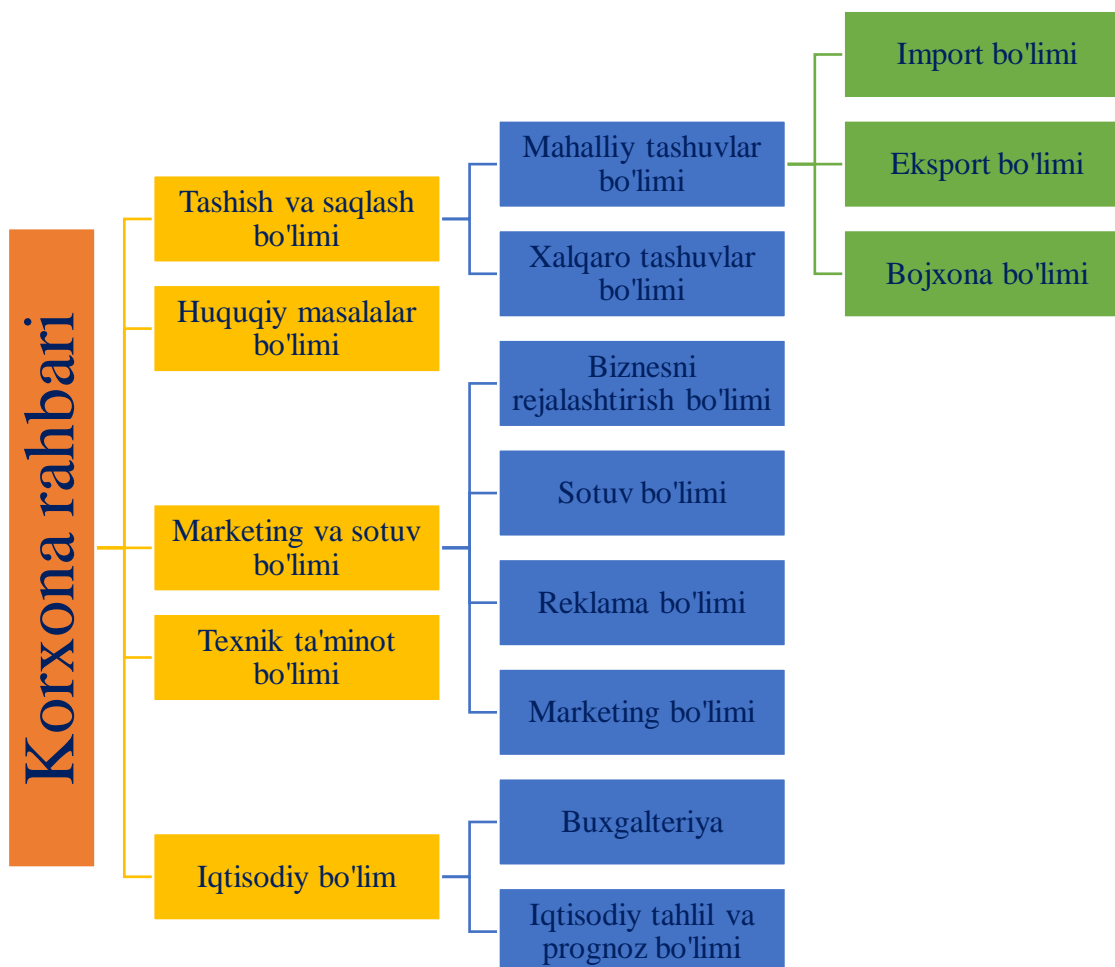 Korxona rahbari
Tashish va saqlash
bo'limi
Huquqiy masalalar
bo'limi
Marketing va sotuv
bo'limi
Texnik ta'minot
bo'limi
Iqtisodiy bo'lim
Mahalliy tashuvlar
bo'limi
Xalqaro tashuvlar
bo'limi
Biznesni
rejalashtirish bo'limi
Sotuv bo'limi
Reklama bo'limi
Marketing bo'limi
Buxgalteriya
Iqtisodiy tahlil va
prognoz bo'limi
Import bo'limi
Eksport bo'limi
Bojxona bo'limi